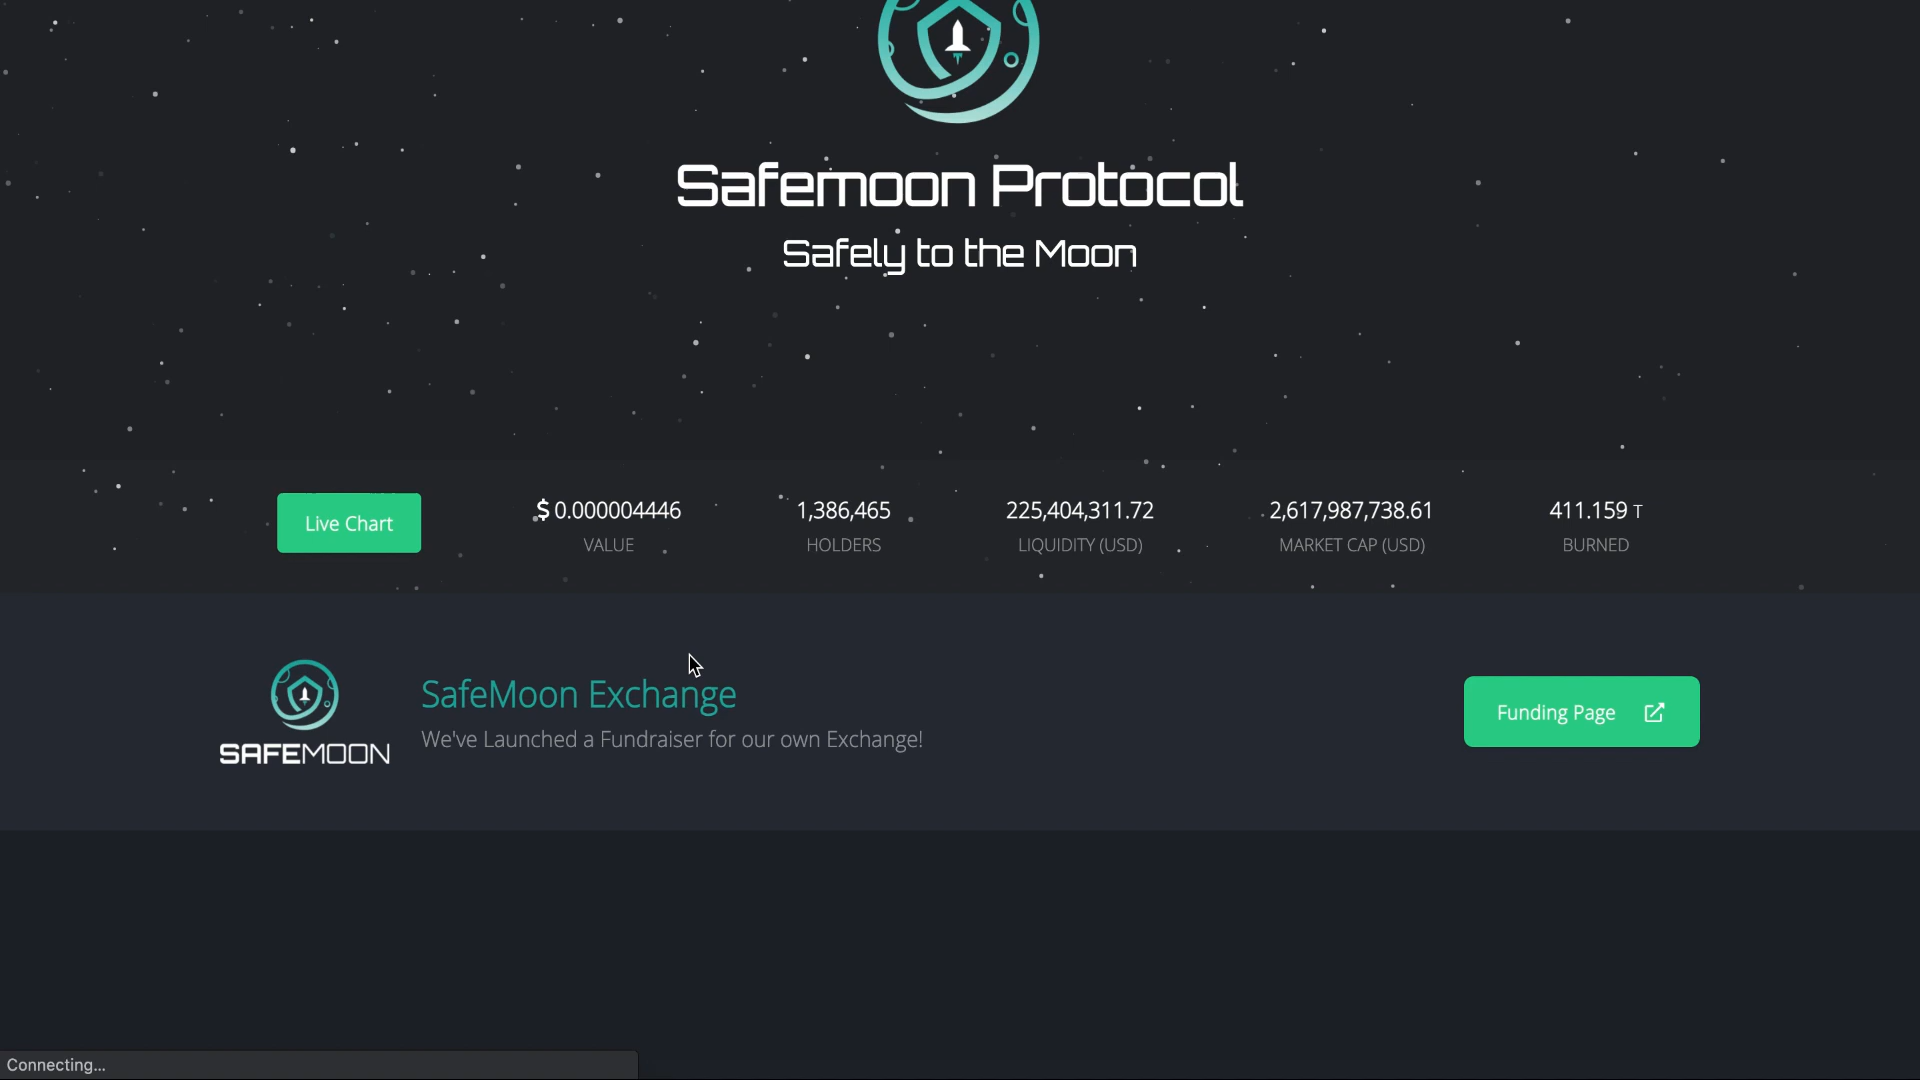 Safemoon Protocol
Safely to the Moon
Live Chart
$ 0.000004446
VALUE
1,386,465
HOLDERS
225,404,311.72
LIQUIDITY (USD)
2,617,987,738.61
MARKET CAP (USD)
411.159 T
BURNED
SAFEMOON
SafeMoon Exchange
We've Launched a Fundraiser for our own Exchange!
Funding Page
Connecting...